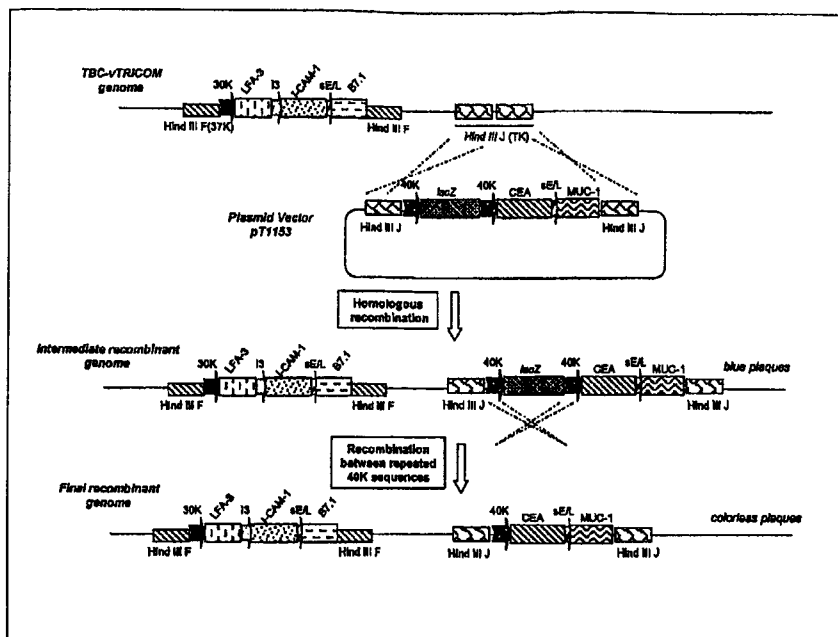 TBC-vTRICOM
genome
30K LFA-3 I3 I-CAM-1 sE/L B7.1
Hind III F(37K) Hind III F Hind III J (TK)
Plasmid Vector
pT1153
40K lacZ 40K CEA sE/L MUC-1
Hind III J Hind III J
Homologous
recombination
Intermediate recombinant
genome
30K LFA-3 I3 I-CAM-1 sE/L B7.1 40K lacZ 40K CEA sE/L MUC-1 blue plaques
Hind III F Hind III F Hind III J Hind III J
Recombination
between repeated
40K sequences
Final recombinant
genome
30K LFA-3 I3 I-CAM-1 sE/L B7.1 40K CEA sE/L MUC-1 colorless plaques
Hind III F Hind III F Hind III J Hind III J